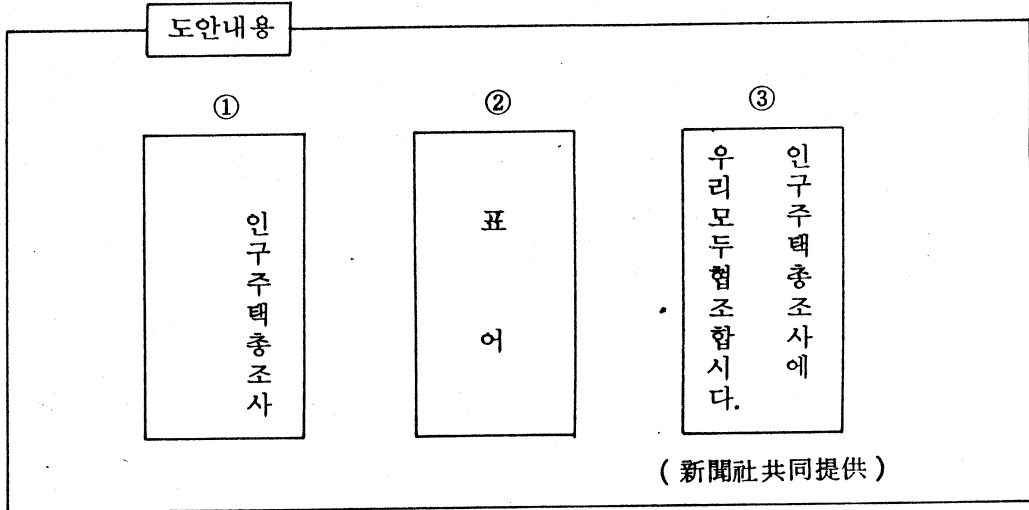 도안내용
①
인구주택총조사
②
표어
③
인구주택총조사에
우리모두협조합시다.
(新聞社共同提供)